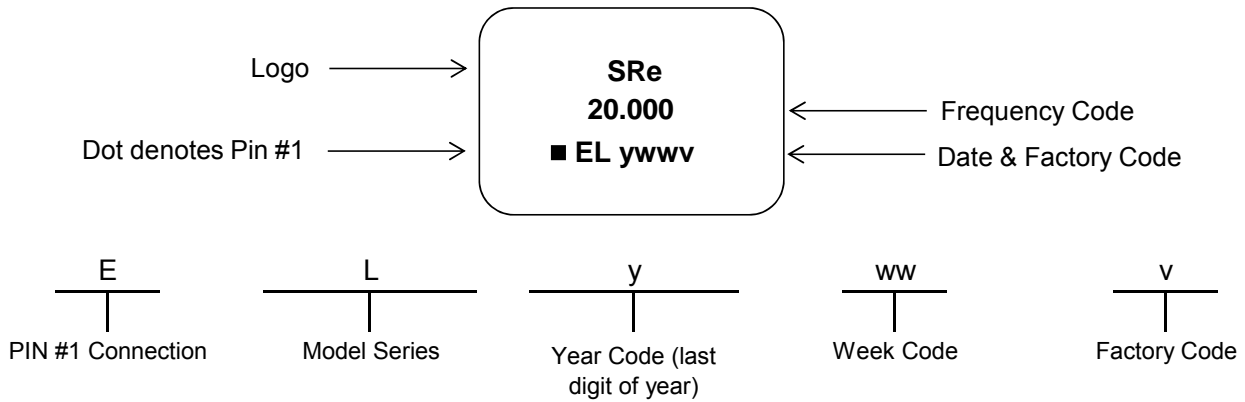 Logo
SRe
20.000
Frequency Code
Dot denotes Pin #1
■ EL ywwv
Date & Factory Code
E
L
y
ww
v
PIN #1 Connection
Model Series
Year Code (last
digit of year)
Week Code
Factory Code